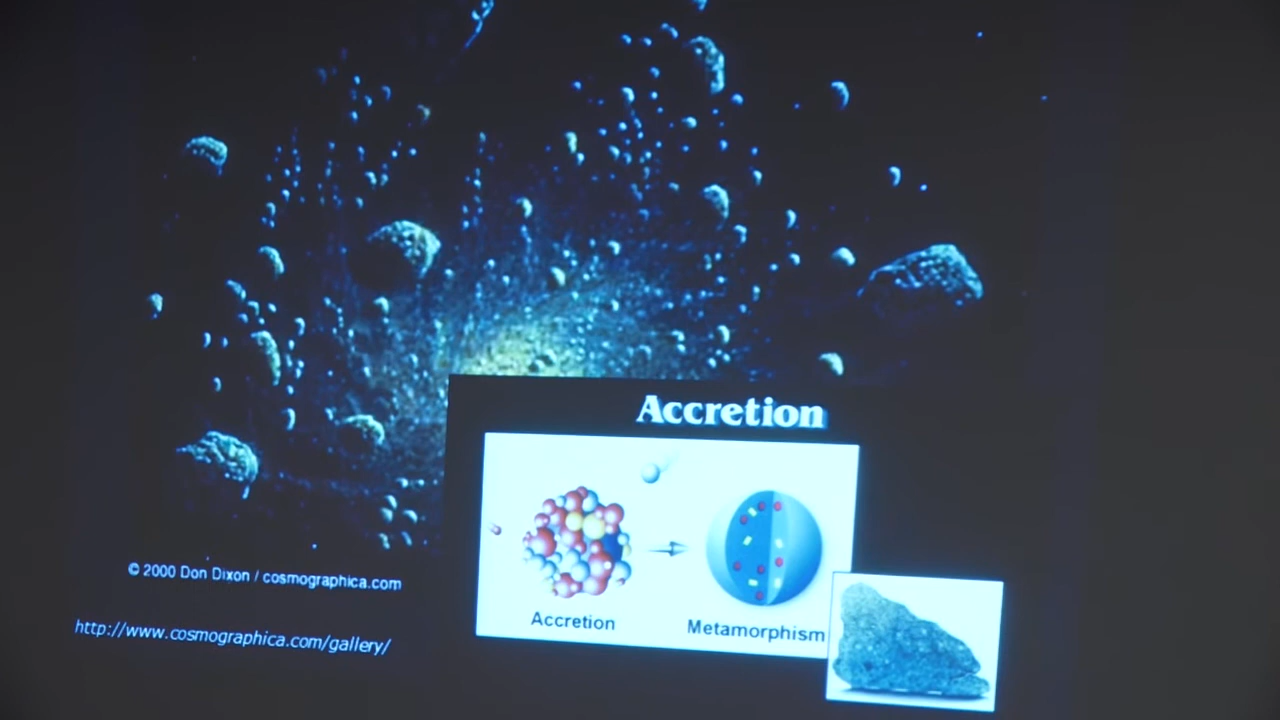 Accretion
Accretion
Metamorphism
© 2000 Don Dixon / cosmographica.com
http://www.cosmographica.com/gallery/